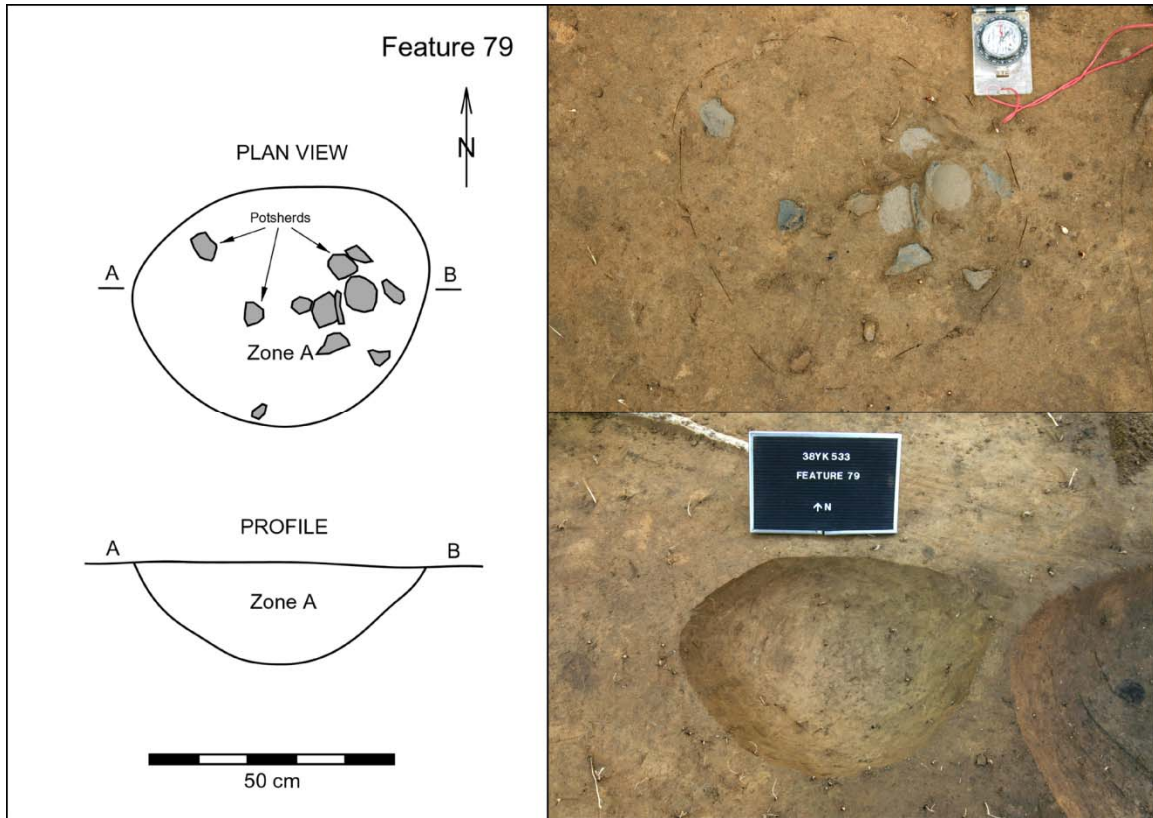 Feature 79
N
PLAN VIEW
Potsherds
A
B
Zone A
PROFILE
A
B
Zone A
50 cm
38YK 533
FEATURE 79
↑N